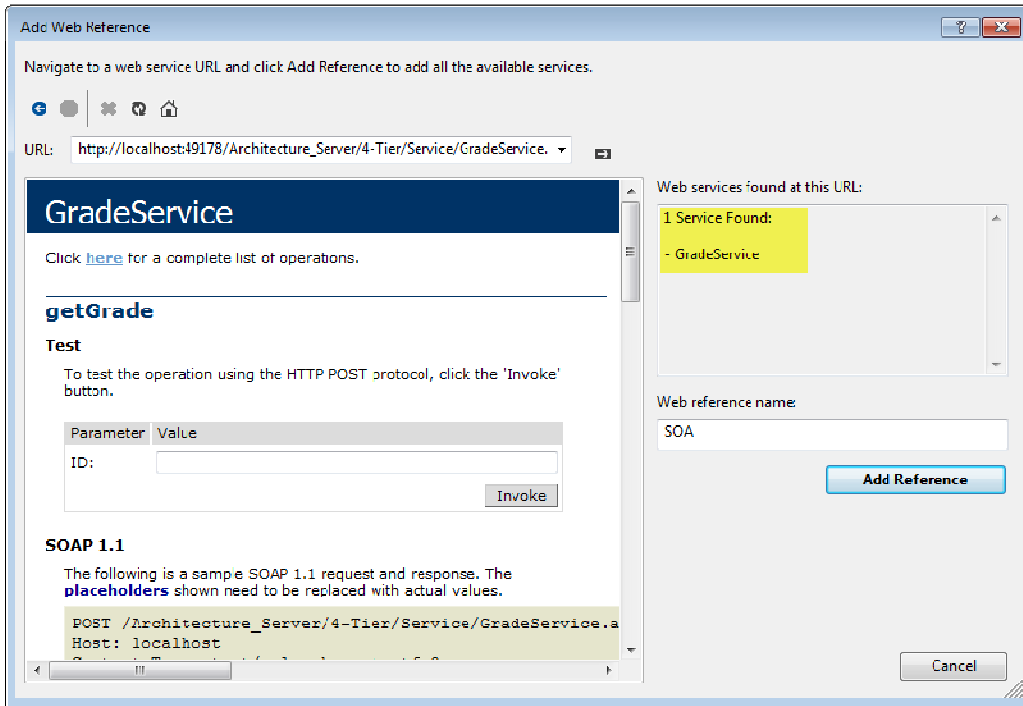 Add Web Reference
Navigate to a web service URL and click Add Reference to add all the available services.
URL: http://localhost:49178/Architecture_Server/4-Tier/Service/GradeService.
GradeService
Click here for a complete list of operations.
getGrade
Test
To test the operation using the HTTP POST protocol, click the 'Invoke'
button.
Parameter Value
ID:
Invoke
SOAP 1.1
The following is a sample SOAP 1.1 request and response. The
placeholders shown need to be replaced with actual values.
POST /Architecture_Server/4-Tier/Service/GradeService.a
Host: localhost
Web services found at this URL:
1 Service Found:
- GradeService
Web reference name:
SOA
Add Reference
Cancel